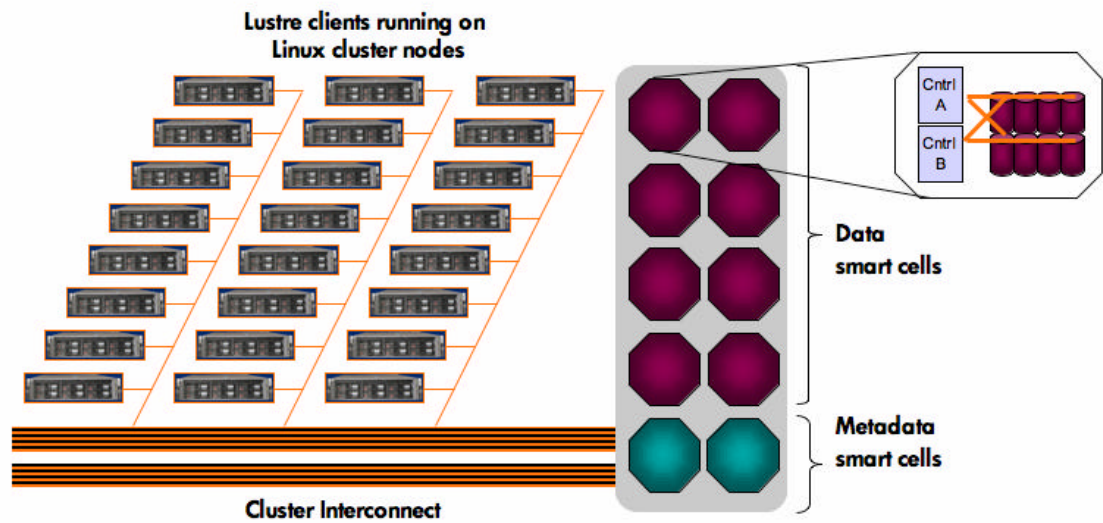 Lustre clients running on
Linux cluster nodes
Cntrl
A
Cntrl
B
Data
smart cells
Metadata
smart cells
Cluster Interconnect